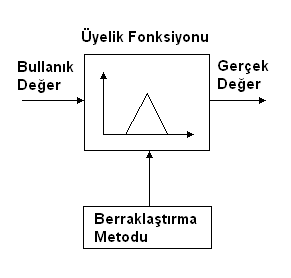 Üyelik Fonksiyonu
Bullanık
Değer
Gerçek
Değer
Berraklaştırma
Metodu